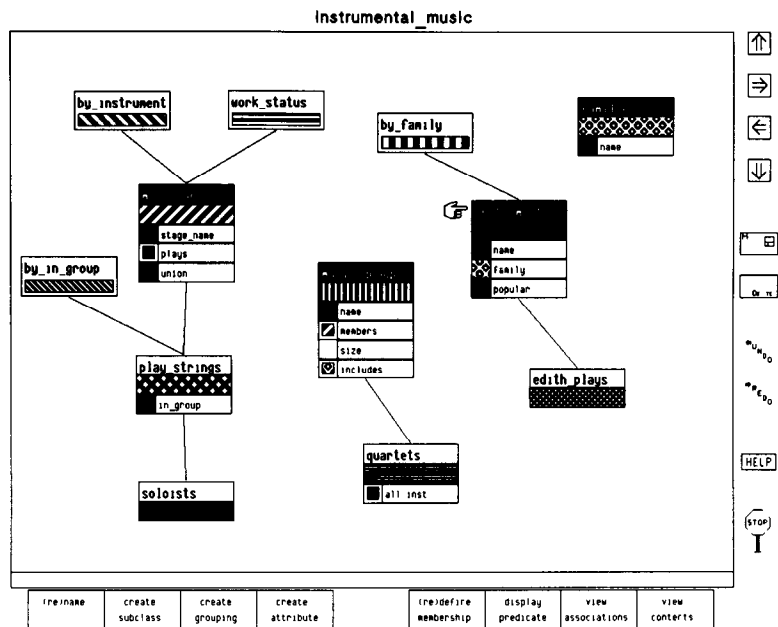 Instrumental_music
by_instrument
work_status
by_family
name
stage_name
plays
union
name
family
popular
by_in_group
name
members
size
includes
play_strings
in_group
edith_plays
quartets
all inst
soloists
UNDO
REDO
HELP
STOP
(re)name
create subclass
create grouping
create attribute
(re)define membership
display predicate
view associations
view contents